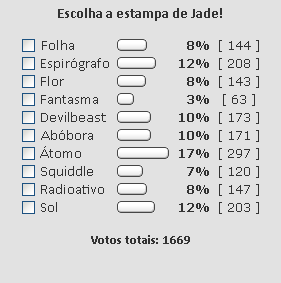 Escolha a estampa de Jade!
Folha 8% [ 144 ]
Espirógrafo 12% [ 208 ]
Flor 8% [ 143 ]
Fantasma 3% [ 63 ]
Devilbeast 10% [ 173 ]
Abóbora 10% [ 171 ]
Átomo 17% [ 297 ]
Squiddle 7% [ 120 ]
Radioativo 8% [ 147 ]
Sol 12% [ 203 ]
Votos totais: 1669